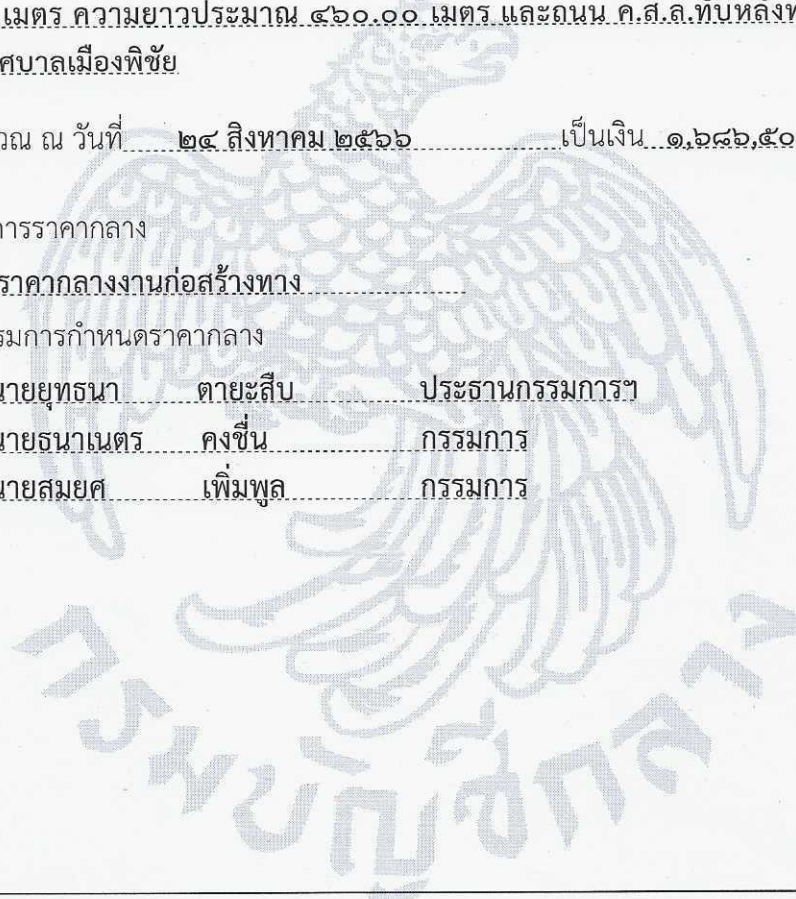 เมตร ความยาวประมาณ ๔๖๐.๐๐ เมตร และถนน ค.ส.ล.ทับหลัง
ศบาลเมืองพิชัย
วณ ณ วันที่ ๒๔ สิงหาคม ๒๕๖๖ เป็นเงิน ๑,๖๘๖,๕๐
การราคากลาง
ราคากลางงานก่อสร้างทาง
รมการกำหนดราคากลาง
นายยุทธนา ตายะสืบ ประธานกรรมการฯ
นายธนาเนตร คงชื่น กรรมการ
นายสมยศ เพิ่มพูล กรรมการ
กรมบัญชีกลาง